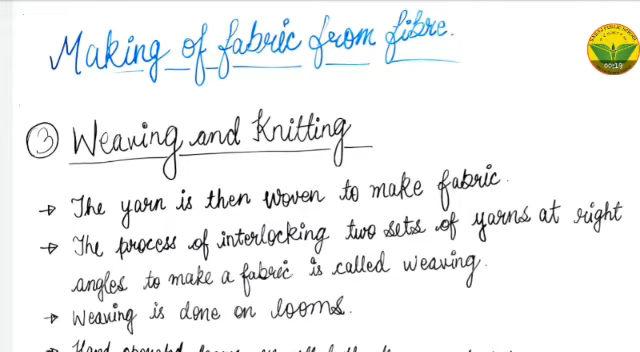 Making of fabric from fibre.
③ Weaving and Knitting
→ The yarn is then woven to make fabric.
→ The process of interlocking two sets of yarns at right
angles to make a fabric is called weaving.
→ Weaving is done on looms.
→ Hand operated